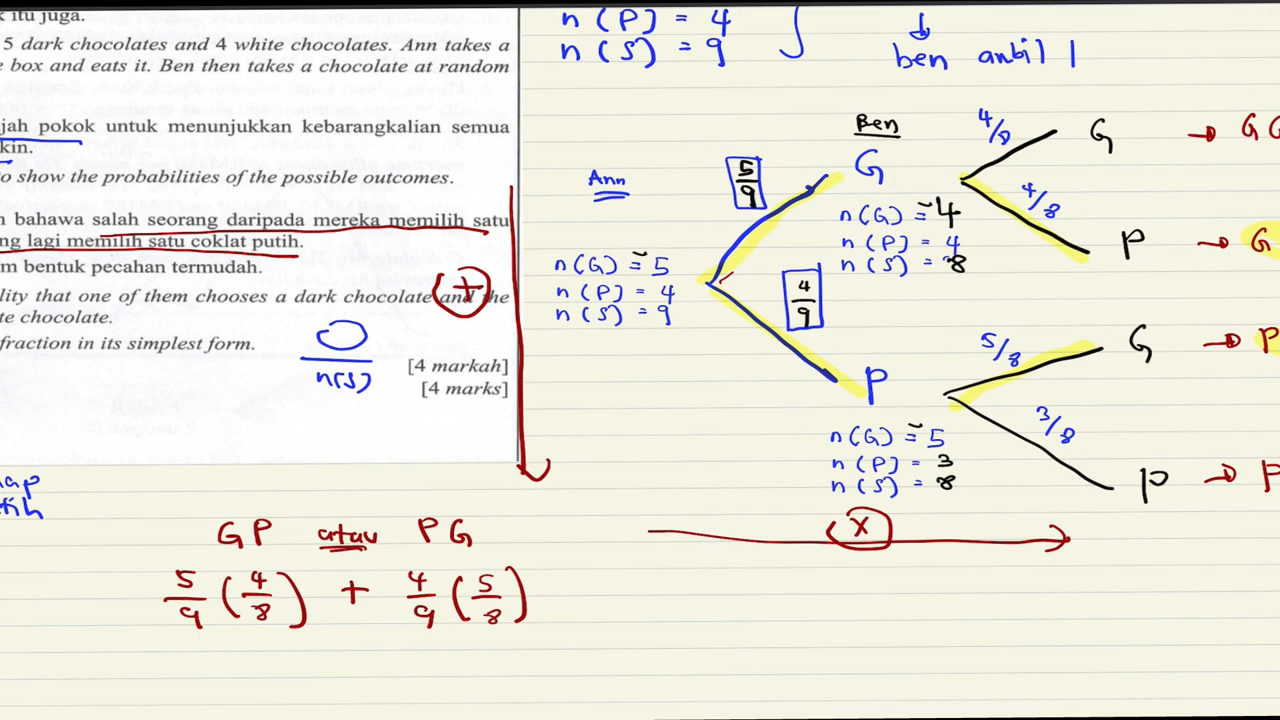 k itu juga.
5 dark chocolates and 4 white chocolates. Ann takes a
e box and eats it. Ben then takes a chocolate at random
jah pokok untuk menunjukkan kebarangkalian semua
kin.
to show the probabilities of the possible outcomes.
n bahawa salah seorang daripada mereka memilih satu
ng lagi memilih satu coklat putih.
m bentuk pecahan termudah.
lity that one of them chooses a dark chocolate and the
te chocolate.
fraction in its simplest form.
[4 markah]
[4 marks]
+
n(S)
n(P) = 4
n(S) = 9
ben ambil 1
Ann
n(G) = 5
n(P) = 4
n(S) = 9
5/9
4/9
Ben
G
n(G) = 4
n(P) = 4
n(S) = 8
P
n(G) = 5
n(P) = 3
n(S) = 8
4/8 G → GG
4/8 P → G
5/8 G → P
3/8 P → P
x
GP atau PG
5/9 (4/8) + 4/9 (5/8)